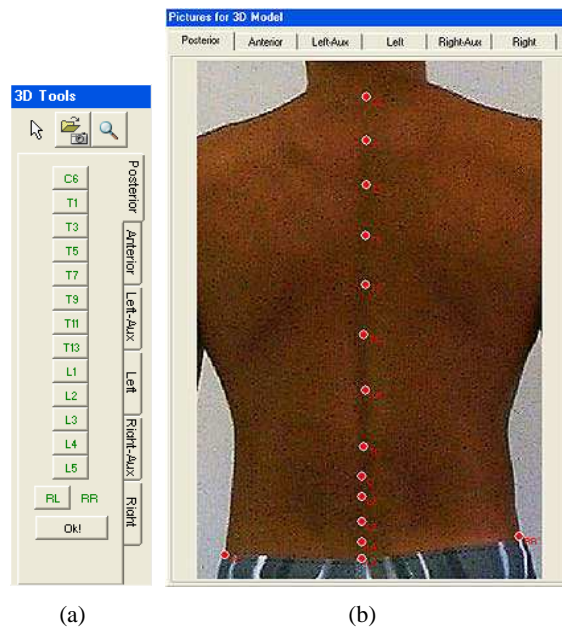 3D Tools
C6
T1
T3
T5
T7
T9
T11
T13
L1
L2
L3
L4
L5
RL RR
Ok!
Posterior
Anterior
Left-Aux
Left
Right-Aux
Right
(a)
Pictures for 3D Model
Posterior Anterior Left-Aux Left Right-Aux Right
RR
(b)